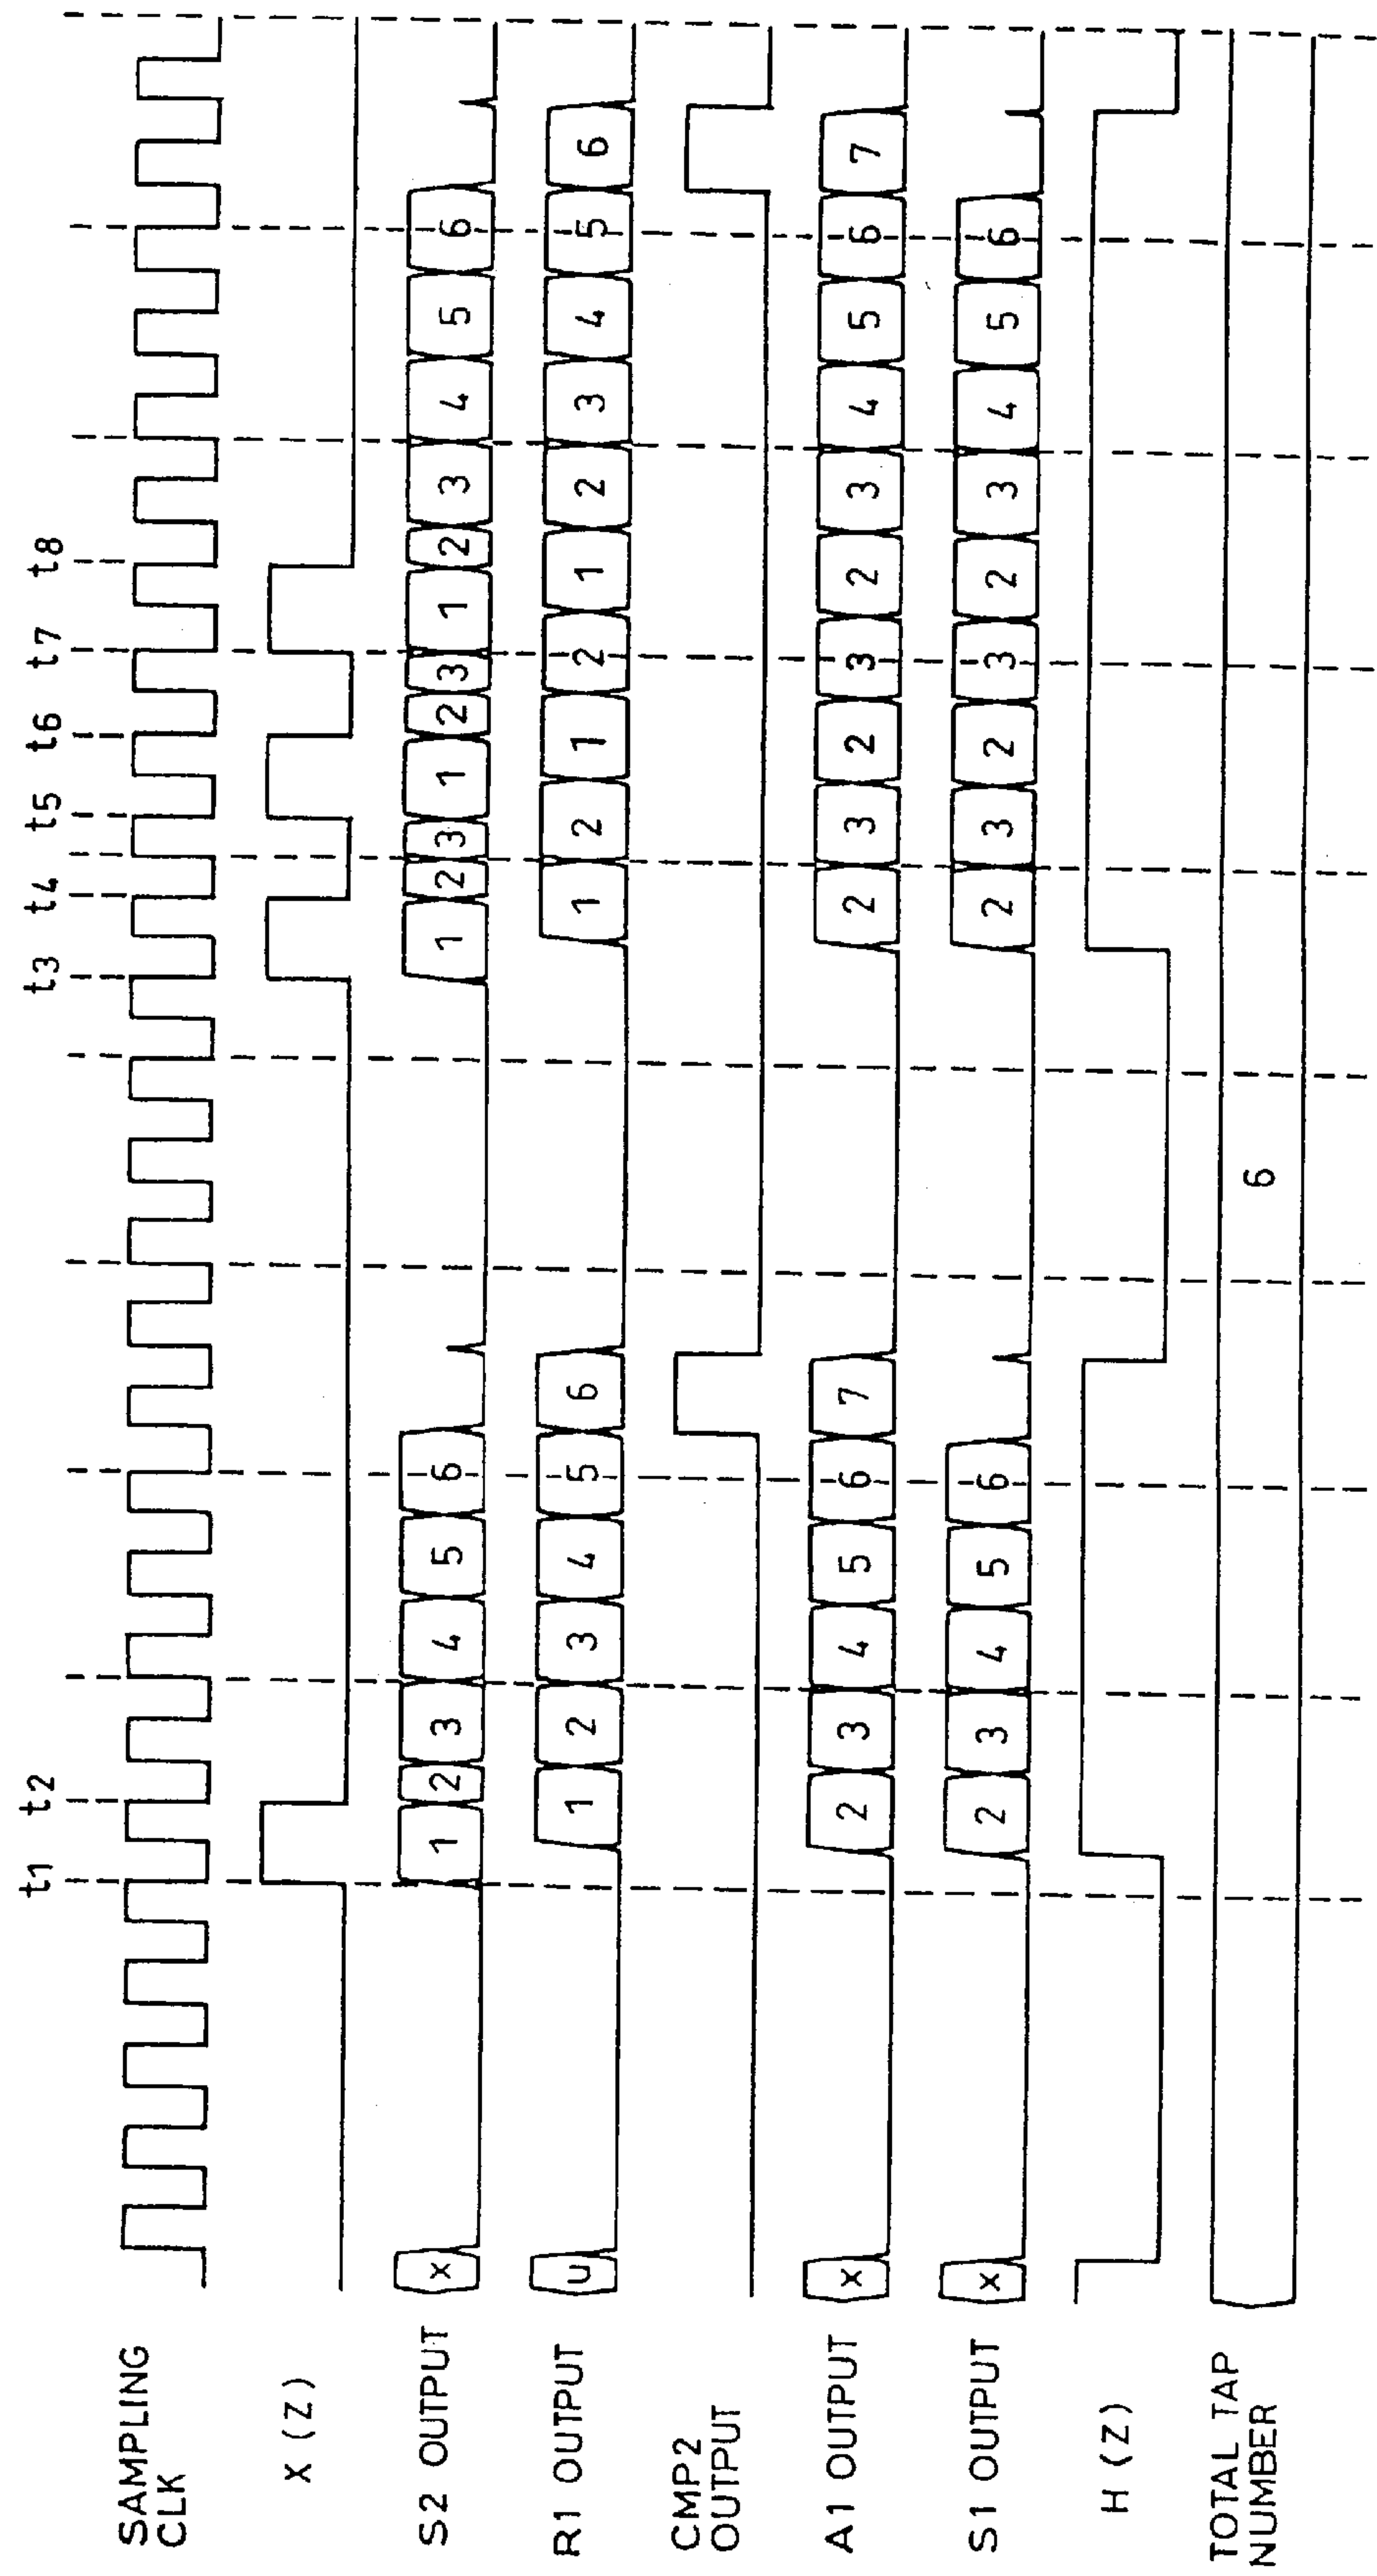 t1 t2 t3 t4 t5 t6 t7 t8
SAMPLING
CLK
X (Z)
S2 OUTPUT X 1 2 3 4 5 6 1 2 3 1 2 3 1 2 3 4 5 6
R1 OUTPUT U 1 2 3 4 5 6 1 2 1 2 1 2 3 4 5 6
CMP2
OUTPUT
A1 OUTPUT X 2 3 4 5 6 7 2 3 2 3 2 3 4 5 6 7
S1 OUTPUT X 2 3 4 5 6 2 3 2 3 2 3 4 5 6
H (Z)
TOTAL TAP
NUMBER 6